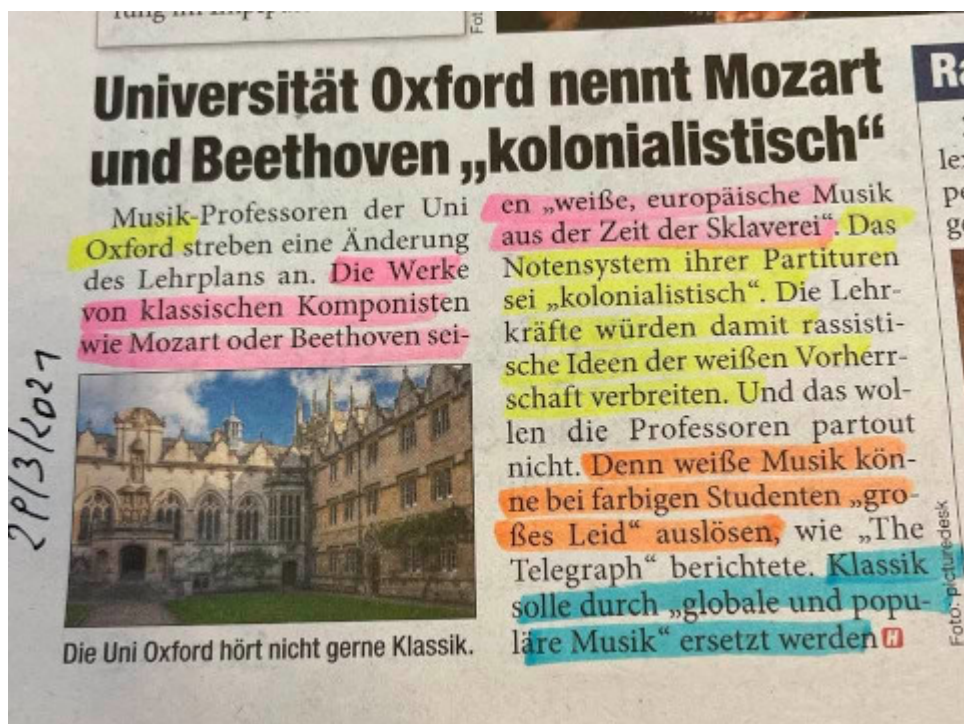 Universität Oxford nennt Mozart
und Beethoven „kolonialistisch“
Musik-Professoren der Uni
Oxford streben eine Änderung
des Lehrplans an. Die Werke
von klassischen Komponisten
wie Mozart oder Beethoven sei-
en „weiße, europäische Musik
aus der Zeit der Sklaverei“. Das
Notensystem ihrer Partituren
sei „kolonialistisch“. Die Lehr-
kräfte würden damit rassisti-
sche Ideen der weißen Vorherr-
schaft verbreiten. Und das wol-
len die Professoren partout
nicht. Denn weiße Musik kön-
ne bei farbigen Studenten „gro-
ßes Leid“ auslösen, wie „The
Telegraph“ berichtete. Klassik
solle durch „globale und popu-
läre Musik“ ersetzt werden
H
Die Uni Oxford hört nicht gerne Klassik.
Foto: picturedesk
/3/2021